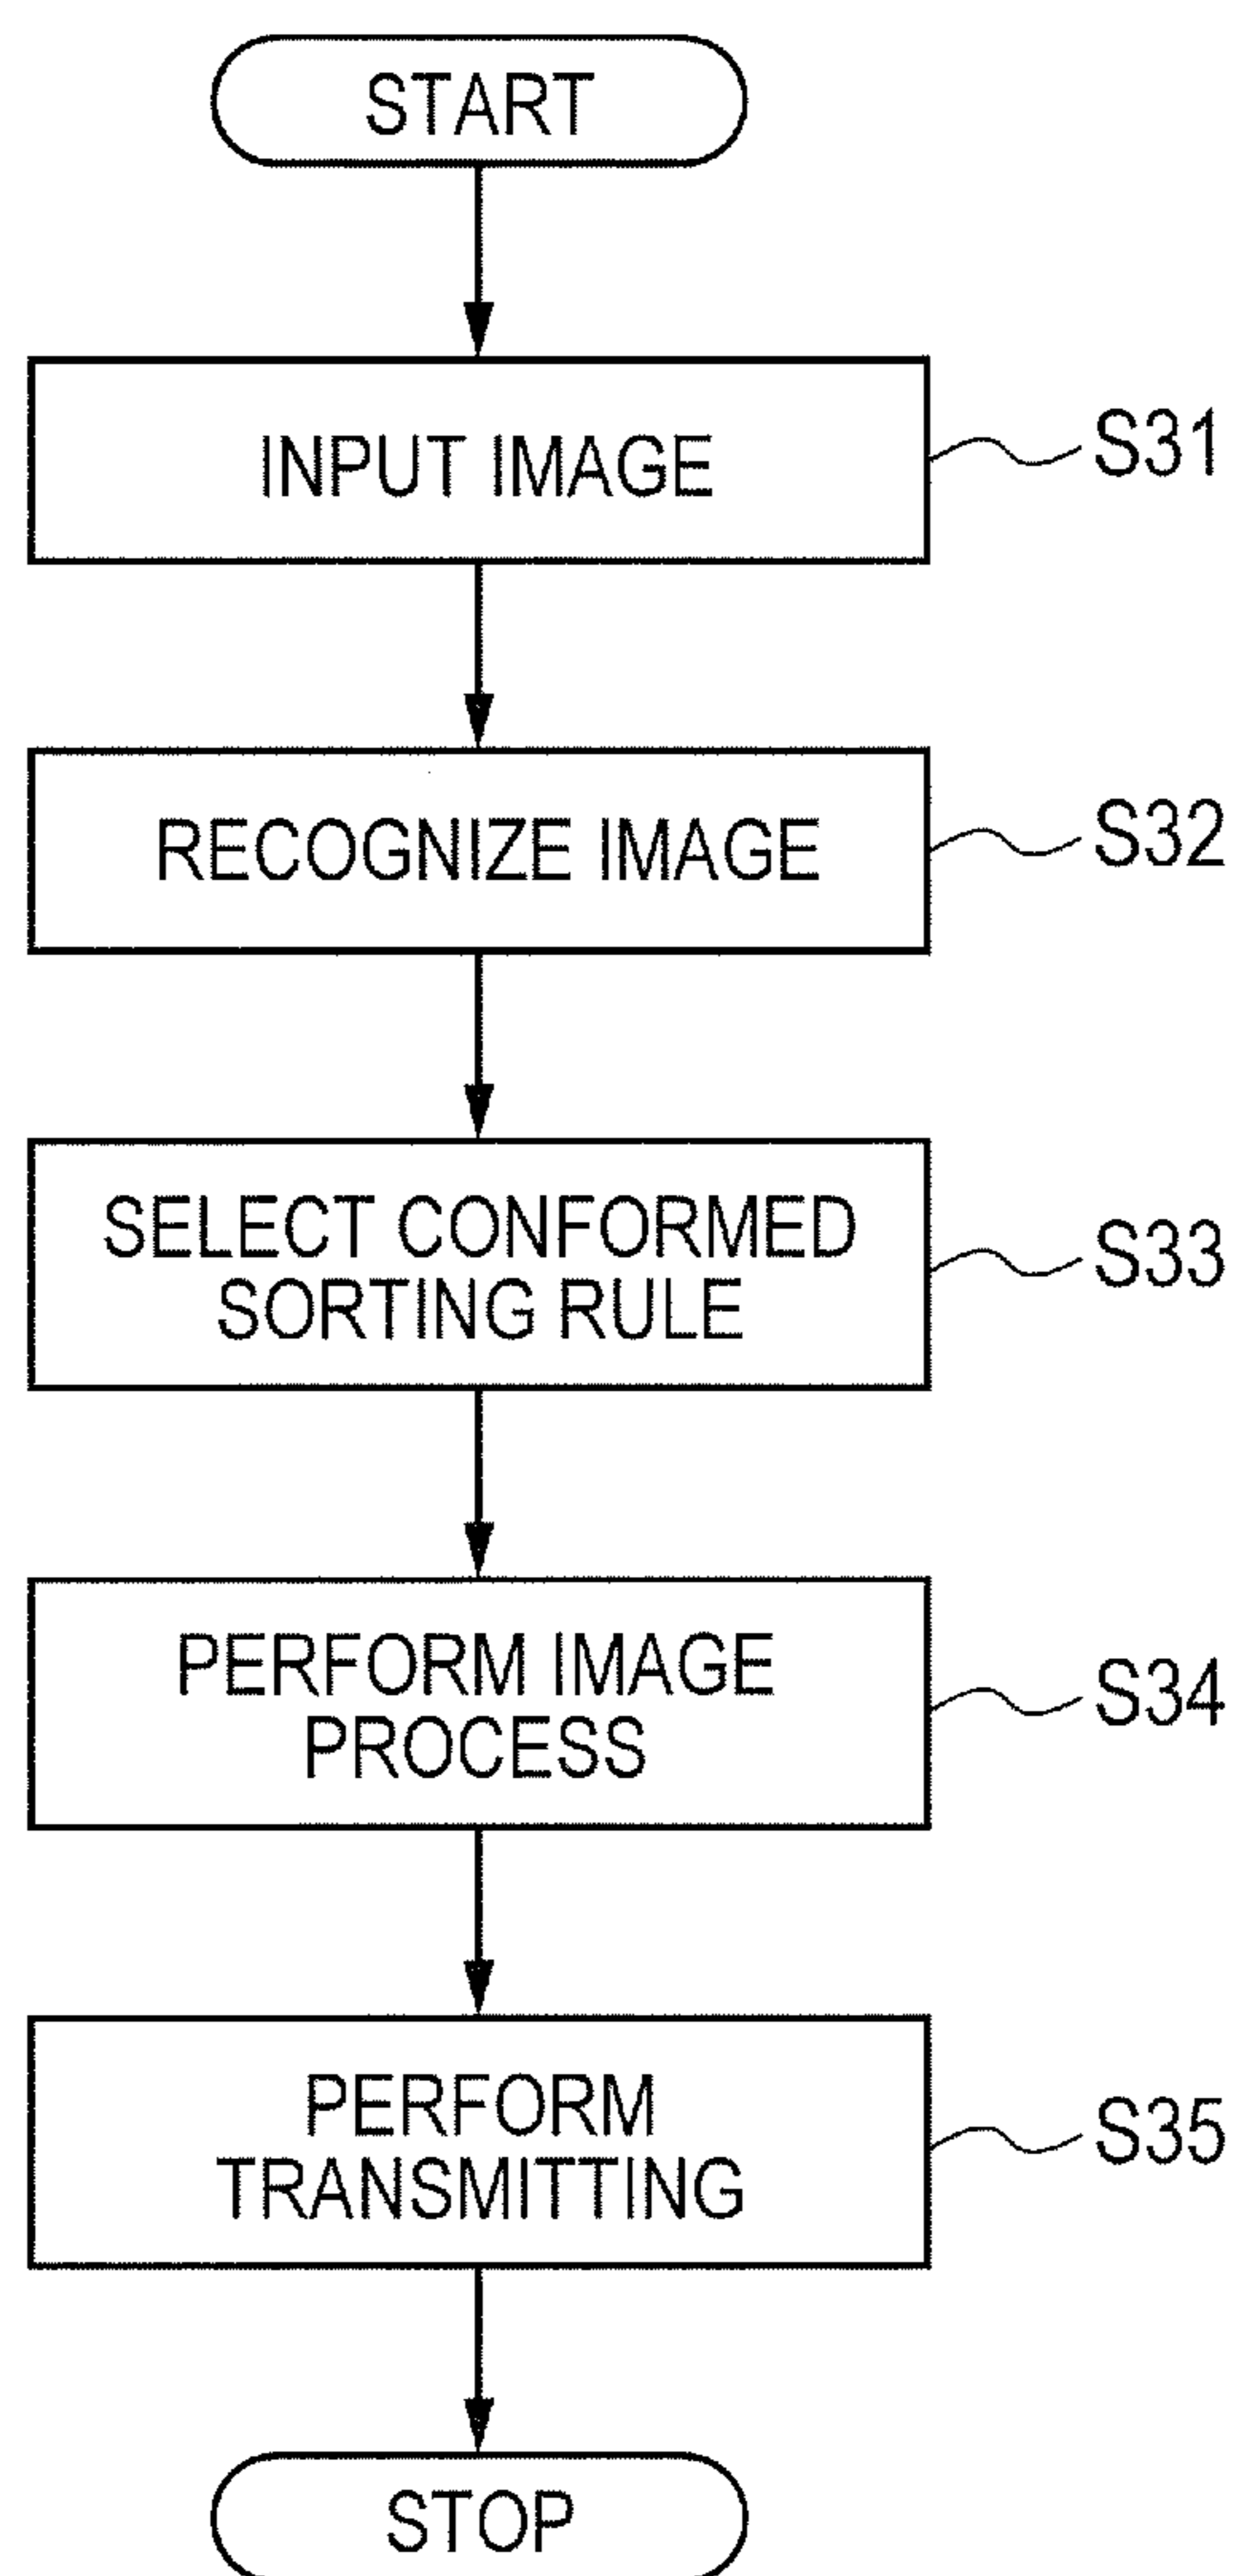 START
INPUT IMAGE
S31
RECOGNIZE IMAGE
S32
SELECT CONFORMED
SORTING RULE
S33
PERFORM IMAGE
PROCESS
S34
PERFORM
TRANSMITTING
S35
STOP